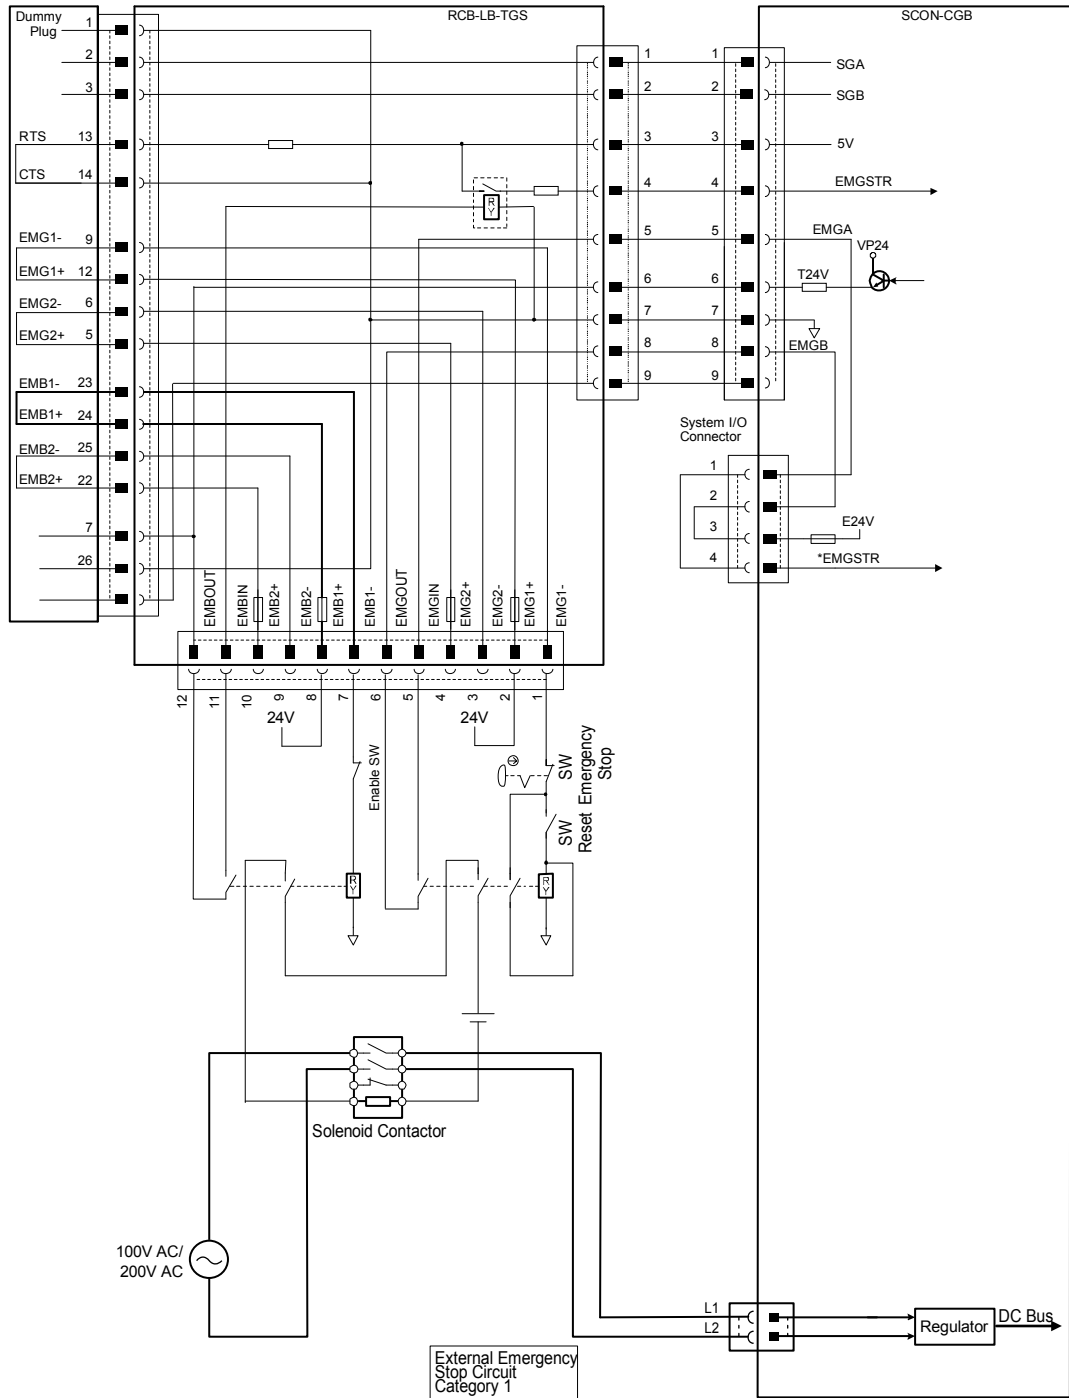 Dummy
Plug
RCB-LB-TGS
SCON-CGB
1
2
3
RTS 13
CTS 14
EMG1- 9
EMG1+ 12
EMG2- 6
EMG2+ 5
EMB1- 23
EMB1+ 24
EMB2- 25
EMB2+ 22
7
26
RY
1
2
3
4
5
6
7
8
9
1
2
3
4
5
6
7
8
9
SGA
SGB
5V
EMGSTR
EMGA
VP24
T24V
EMGB
System I/O
Connector
1
2
3
4
E24V
*EMGSTR
EMBOUT
EMBIN
EMB2+
EMB2-
EMB1+
EMB1-
EMGOUT
EMGIN
EMG2+
EMG2-
EMG1+
EMG1-
12
11
10
9
8
7
6
5
4
3
2
1
24V
24V
Enable SW
Emergency Stop
SW
Reset
SW
RY
RY
Solenoid Contactor
100V AC/
200V AC
L1
L2
Regulator
DC Bus
External Emergency
Stop Circuit
Category 1